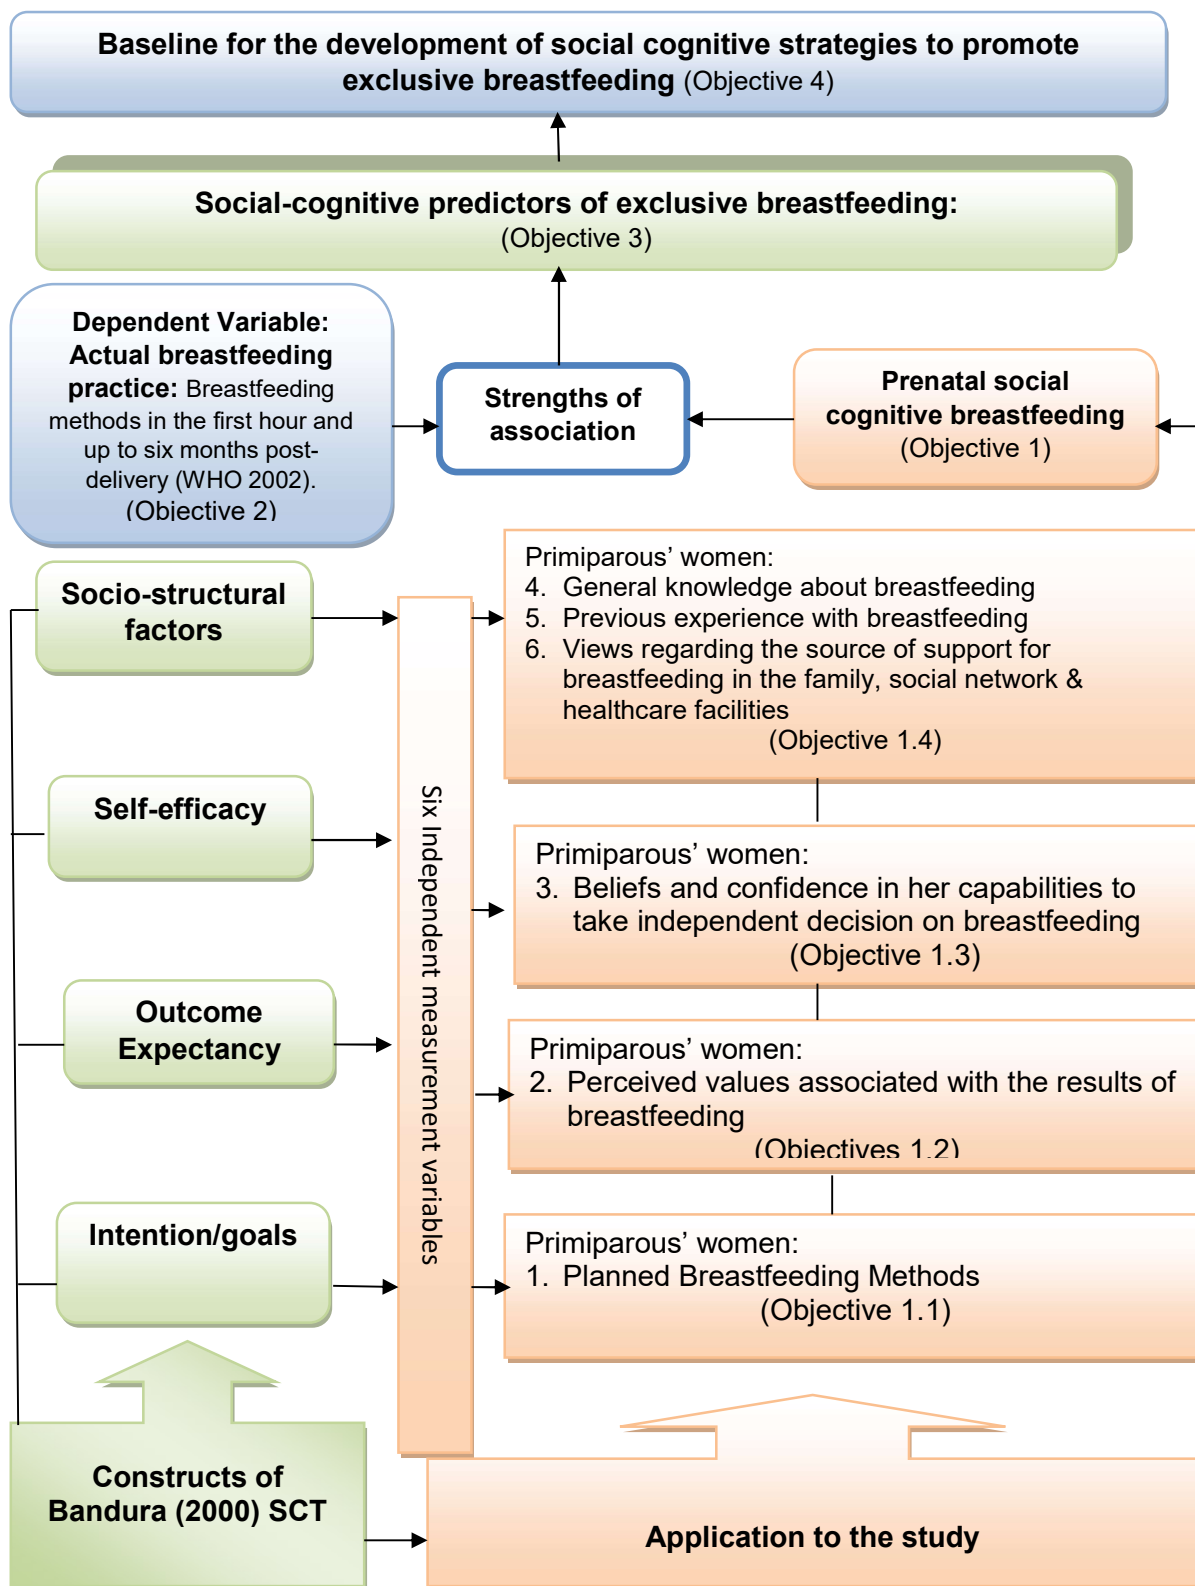 Baseline for the development of social cognitive strategies to promote
exclusive breastfeeding (Objective 4)
Social-cognitive predictors of exclusive breastfeeding:
(Objective 3)
Dependent Variable:
Actual breastfeeding
practice: Breastfeeding
methods in the first hour and
up to six months post-
delivery (WHO 2002).
(Objective 2)
Strengths of
association
Prenatal social
cognitive breastfeeding
(Objective 1)
Socio-structural
factors
Self-efficacy
Outcome
Expectancy
Intention/goals
Constructs of
Bandura (2000) SCT
Six Independent measurement variables
Primiparous’ women:
4. General knowledge about breastfeeding
5. Previous experience with breastfeeding
6. Views regarding the source of support for
breastfeeding in the family, social network &
healthcare facilities
(Objective 1.4)
Primiparous’ women:
3. Beliefs and confidence in her capabilities to
take independent decision on breastfeeding
(Objective 1.3)
Primiparous’ women:
2. Perceived values associated with the results of
breastfeeding
(Objectives 1.2)
Primiparous’ women:
1. Planned Breastfeeding Methods
(Objective 1.1)
Application to the study